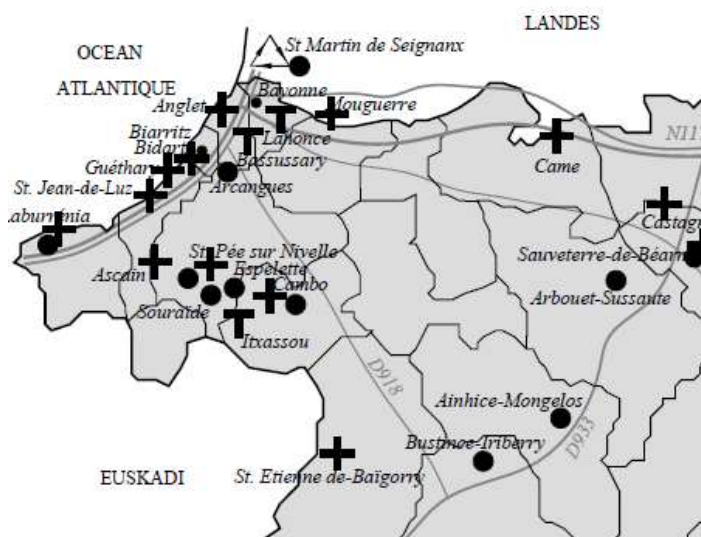 LANDES
OCEAN
ATLANTIQUE
St Martin de Seignanx
Bayonne
Anglet
Mouguerre
Lahonce
N117
Biarritz
Bidart
Bassussary
Came
Guéthary
Arcangues
St. Jean-de-Luz
Castagn
Laburrénia
St. Pée sur Nivelle
Sauveterre-de-Béarn
Ascain
Espelette
Cambo
Arbouet-Sussaute
Souraïde
Itxassou
D918
Ainhice-Mongelos
D933
Bustince-Iriberry
EUSKADI
St. Etienne de-Baïgorry